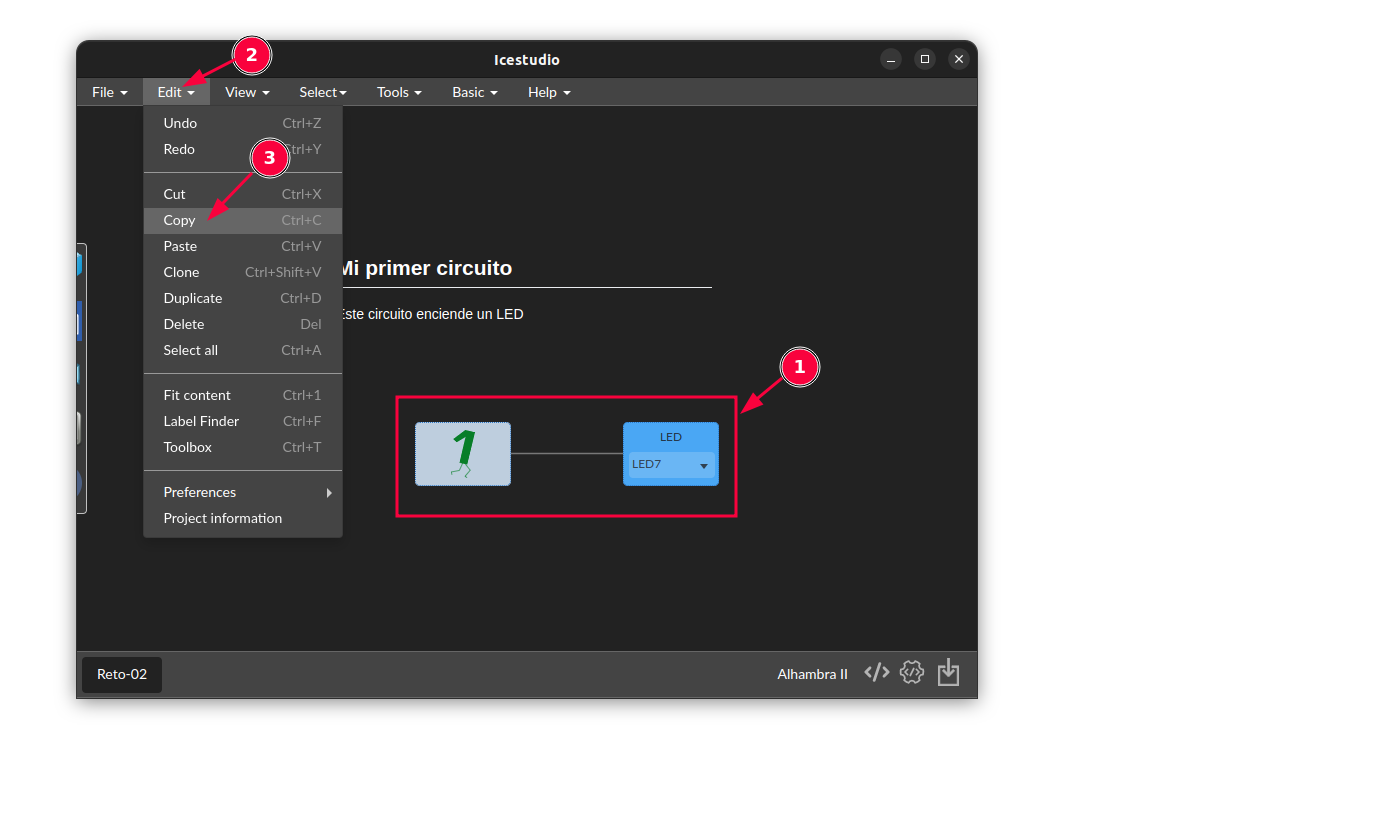 Icestudio
File Edit View Select Tools Basic Help
2
Undo Ctrl+Z
Redo Ctrl+Y
3
Cut Ctrl+X
Copy Ctrl+C
Paste Ctrl+V
Clone Ctrl+Shift+V
Duplicate Ctrl+D
Delete Del
Select all Ctrl+A
Fit content Ctrl+1
Label Finder Ctrl+F
Toolbox Ctrl+T
Preferences
Project information
Mi primer circuito
Este circuito enciende un LED
1
1
LED
LED7
Reto-02
Alhambra II